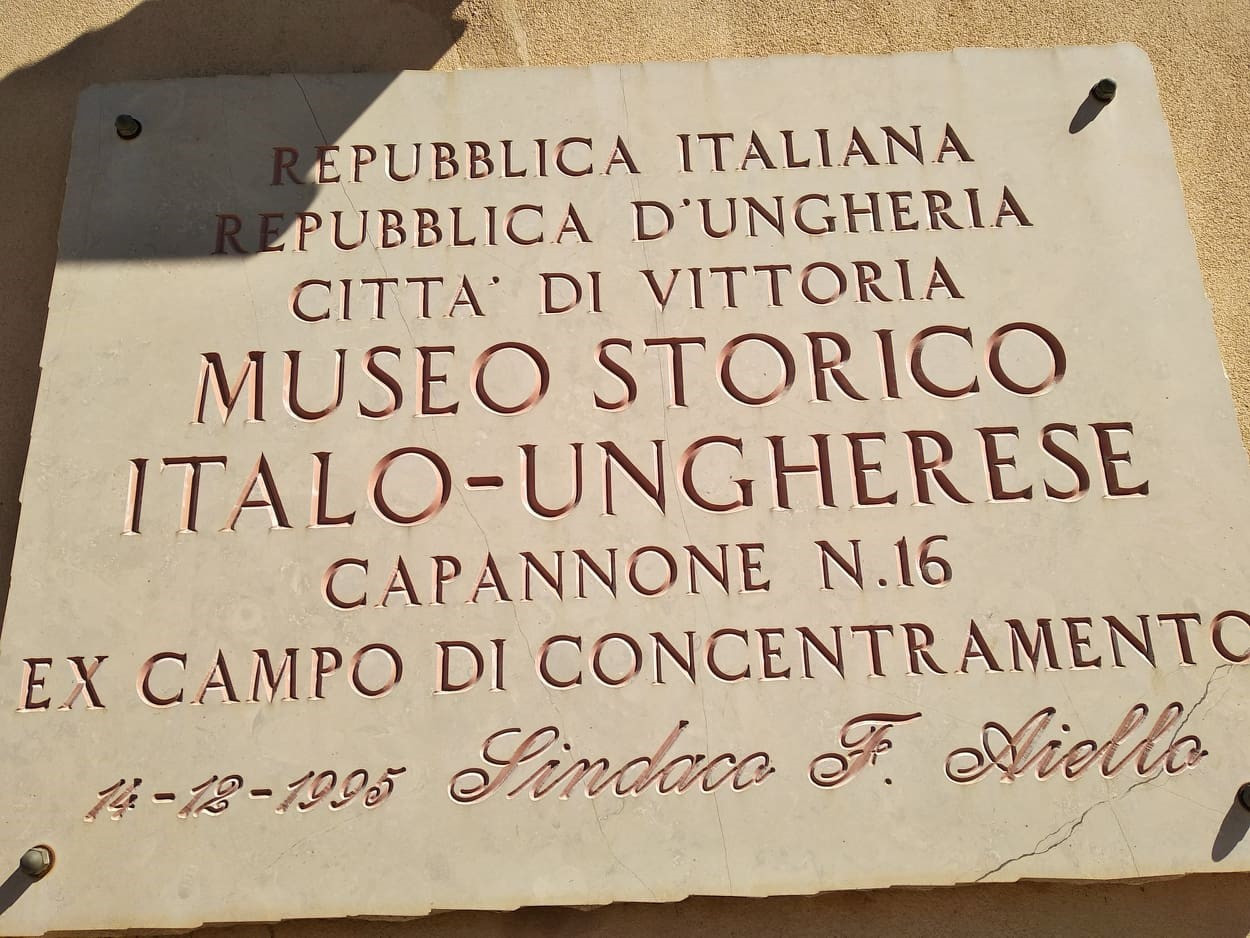 REPUBBLICA ITALIANA
REPUBBLICA D'UNGHERIA
CITTA' DI VITTORIA
MUSEO STORICO
ITALO-UNGHERESE
CAPANNONE N.16
EX CAMPO DI CONCENTRAMENTO
14-12-1995 Sindaco F. Aiello